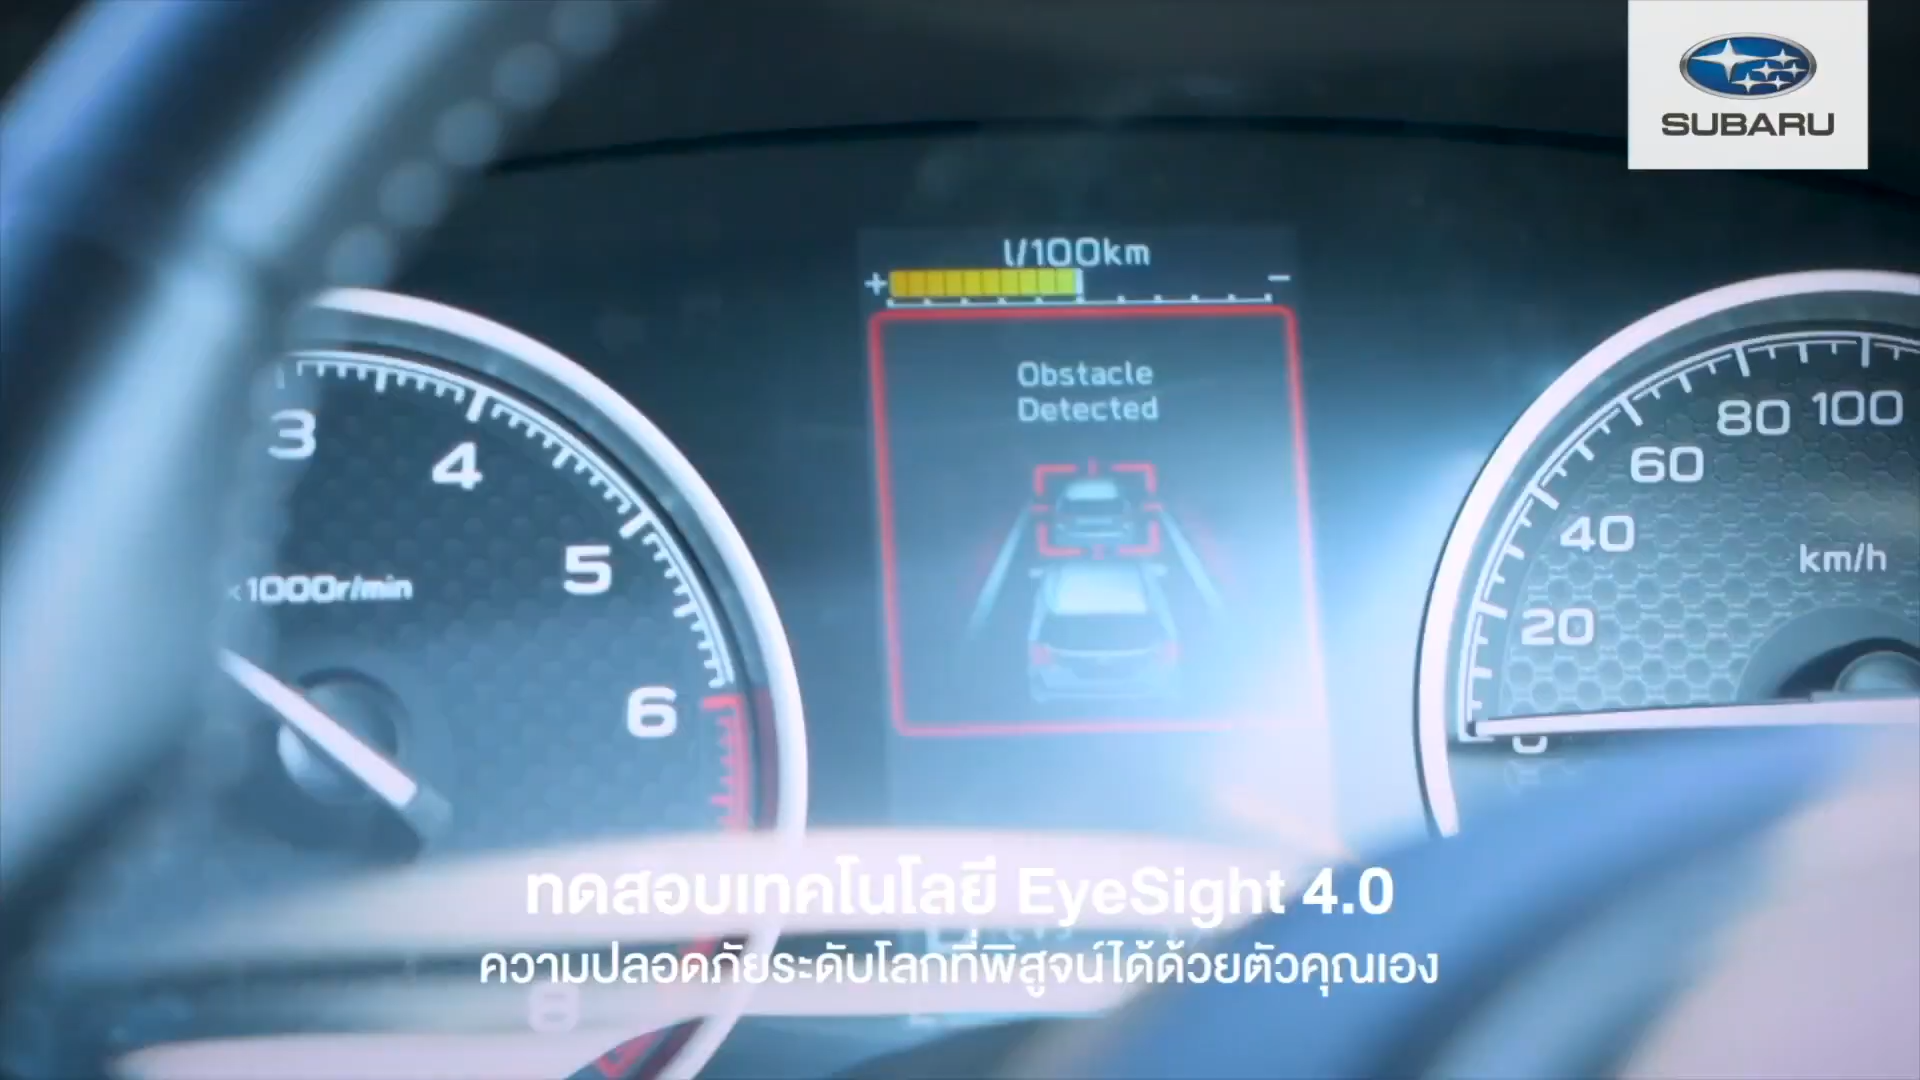 SUBARU
l/100km
+ −
Obstacle
Detected
3
4
5
6
8
×1000r/min
0
20
40
60
80
100
km/h
ทดสอบเทคโนโลยี EyeSight 4.0
ความปลอดภัยระดับโลกที่พิสูจน์ได้ด้วยตัวคุณเอง